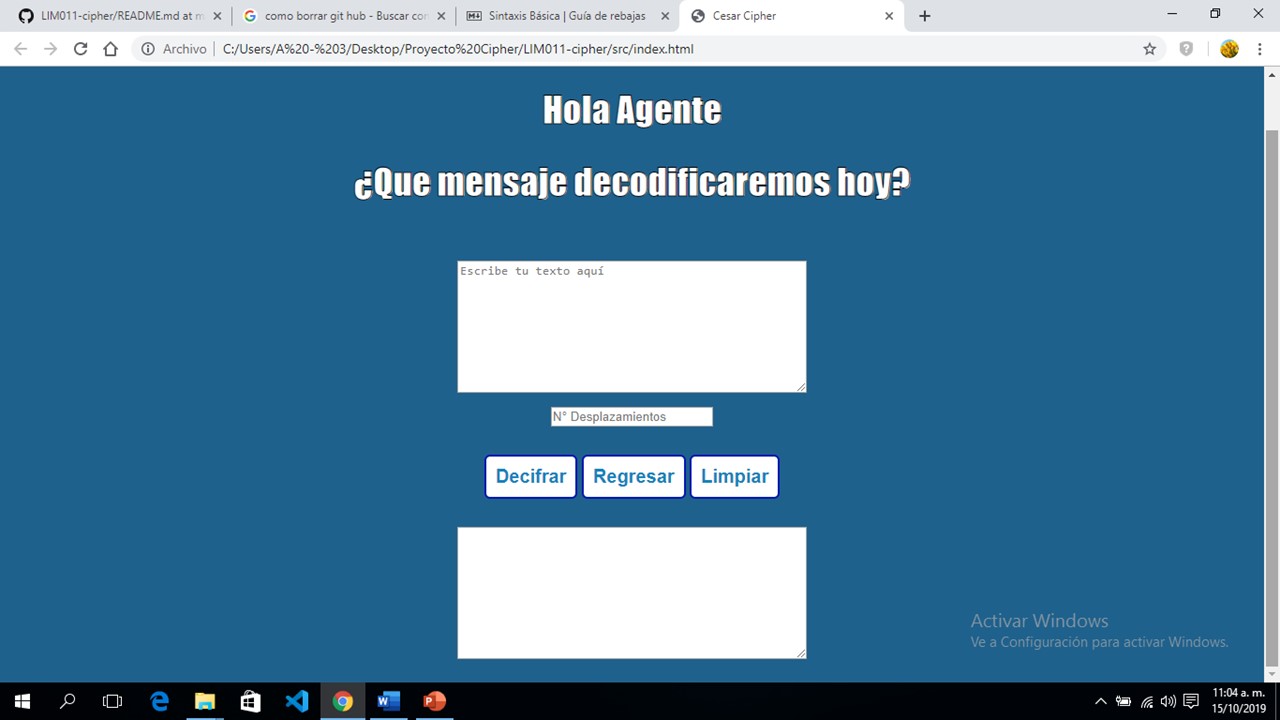 LIM011-cipher/README.md at m
como borrar git hub - Buscar con
Sintaxis Básica | Guía de rebajas
Cesar Cipher
Archivo
C:/Users/A%20-%203/Desktop/Proyecto%20Cipher/LIM011-cipher/src/index.html
Hola Agente
¿Que mensaje decodificaremos hoy?
Escribe tu texto aquí
N° Desplazamientos
Decifrar Regresar Limpiar
Activar Windows
Ve a Configuración para activar Windows.
11:04 a. m.
15/10/2019